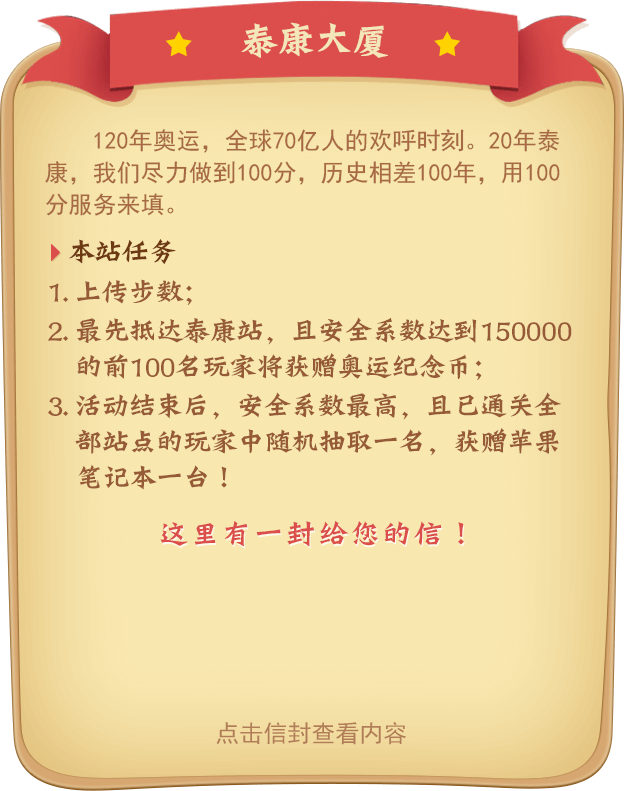 泰康大厦
120年奥运，全球70亿人的欢呼时刻。20年泰
康，我们尽力做到100分，历史相差100年，用100
分服务来填。
本站任务
1. 上传步数；
2. 最先抵达泰康站，且安全系数达到150000
的前100名玩家将获赠奥运纪念币；
3. 活动结束后，安全系数最高，且已通关全
部站点的玩家中随机抽取一名，获赠苹果
笔记本一台！
这里有一封给您的信！
点击信封查看内容